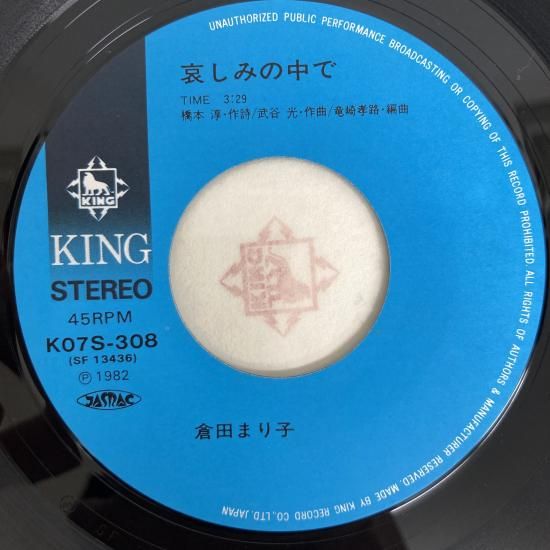 UNAUTHORIZED PUBLIC PERFORMANCE BROADCASTING OR COPYING OF THIS RECORD PROHIBITED. ALL RIGHTS OF AUTHORS & MANUFACTURER RESERVED. MADE BY KING RECORD CO., LTD. JAPAN
哀しみの中で
TIME 3:29
橋本 淳・作詩/武谷 光・作曲/竜崎孝路・編曲
KING
KING
STEREO
45RPM
K07S-308
(SF 13436)
Ⓟ 1982
JASRAC
KING
倉田まり子